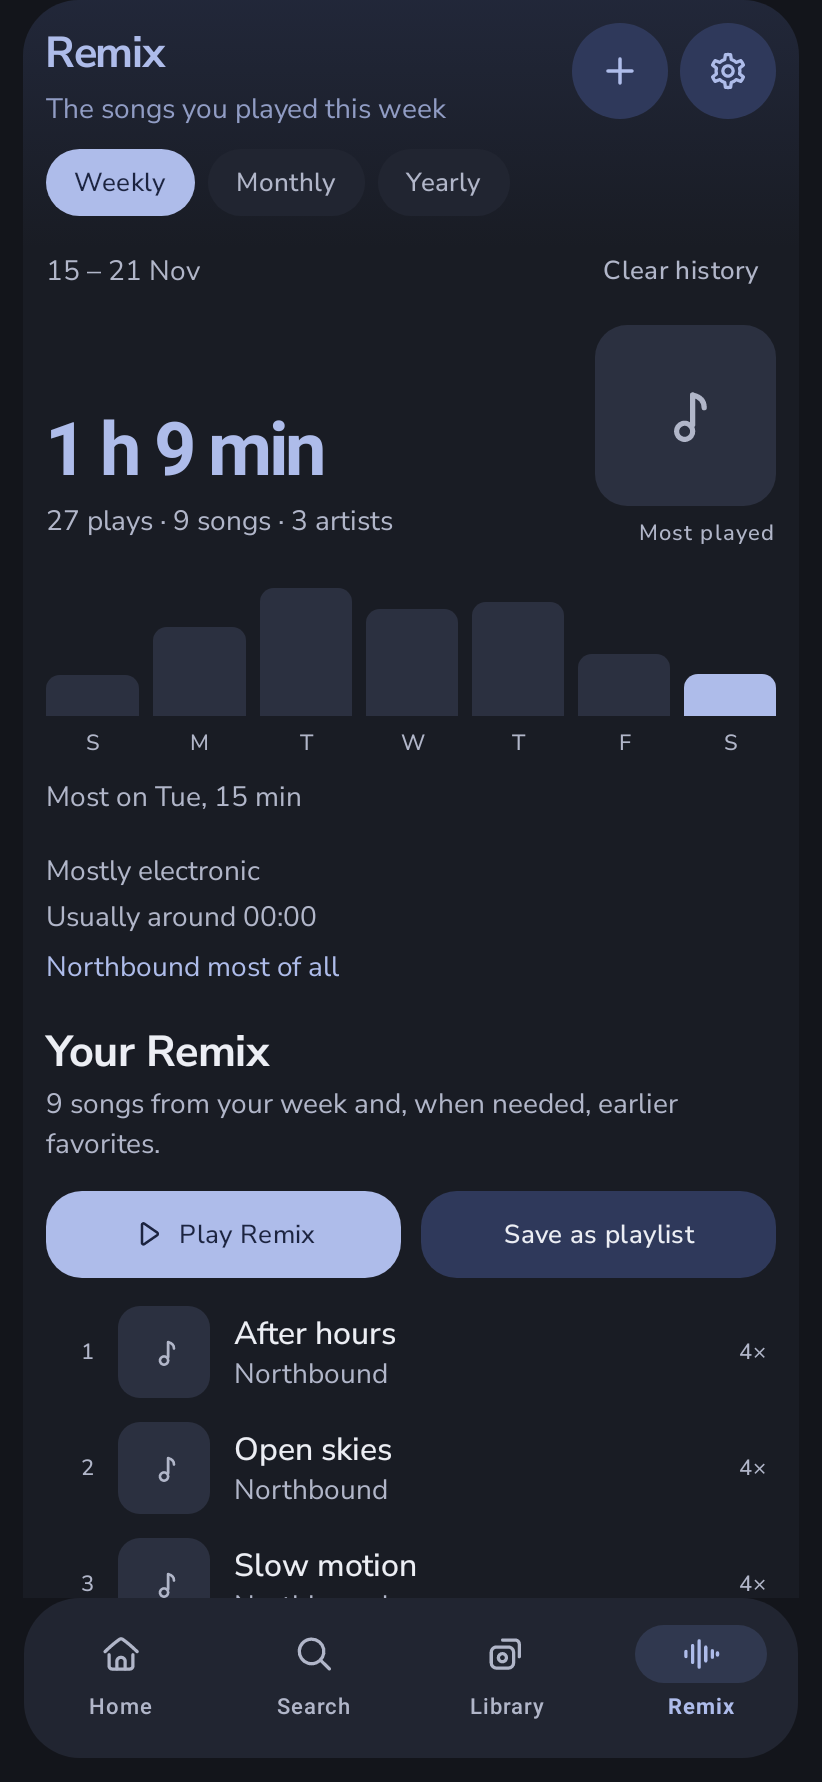 Remix
The songs you played this week
Weekly
Monthly
Yearly
15 – 21 Nov
Clear history
1 h 9 min
27 plays · 9 songs · 3 artists
Most played
S M T W T F S
Most on Tue, 15 min
Mostly electronic
Usually around 00:00
Northbound most of all
Your Remix
9 songs from your week and, when needed, earlier
favorites.
Play Remix
Save as playlist
1
After hours
Northbound
4×
2
Open skies
Northbound
4×
3
Slow motion
4×
Home
Search
Library
Remix